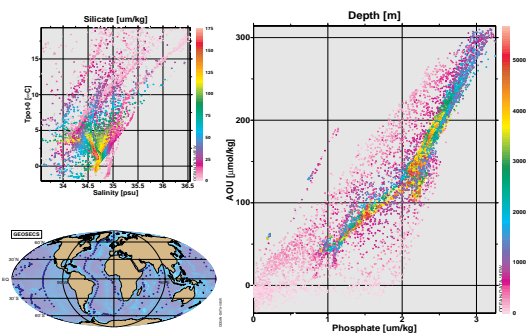 Silicate [um/kg]
Tpot-0 [°C]
15
10
5
0
34
34.5
35
35.5
36
36.5
Salinity [psu]
175
150
125
100
75
50
25
0
GEOSECS
60°N
30°N
EQ
30°S
60°S
Depth [m]
AOU [µmol/kg]
300
200
100
0
0
1
2
3
Phosphate [um/kg]
5000
4000
3000
2000
1000
0